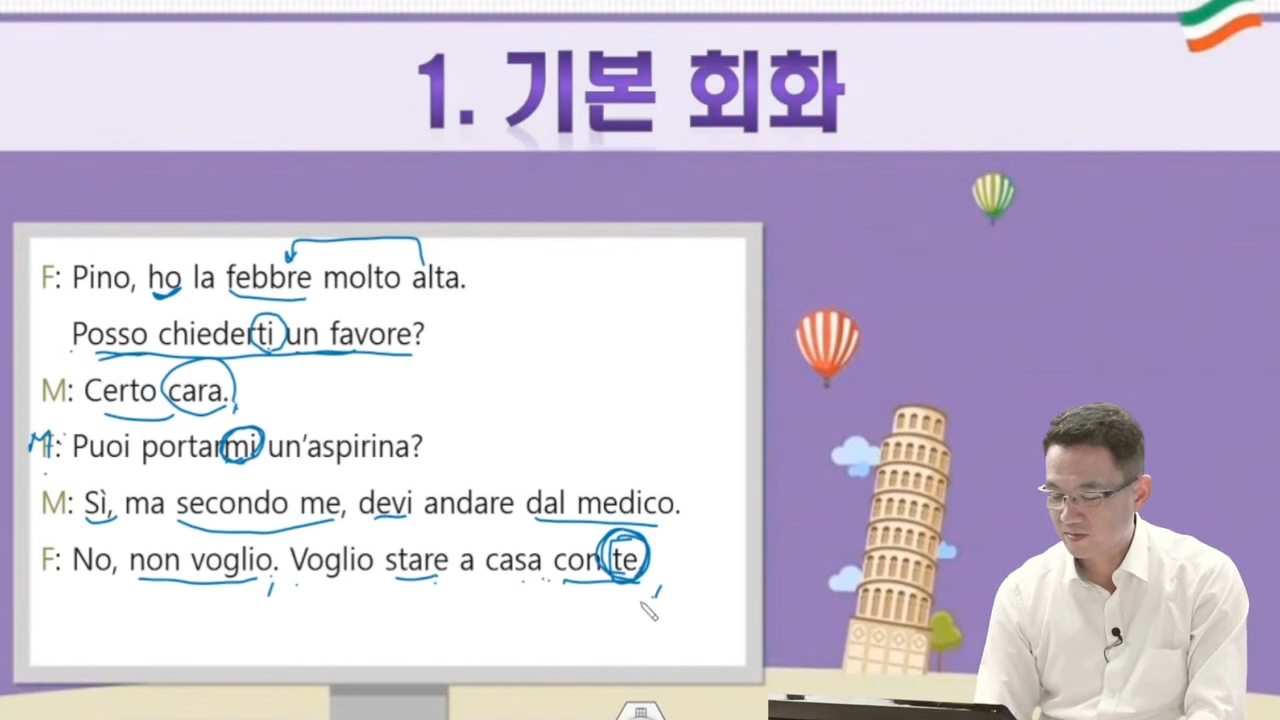 1. 기본 회화
F: Pino, ho la febbre molto alta.
Posso chiederti un favore?
M: Certo cara.
F: Puoi portarmi un'aspirina?
M: Sì, ma secondo me, devi andare dal medico.
F: No, non voglio. Voglio stare a casa con te.